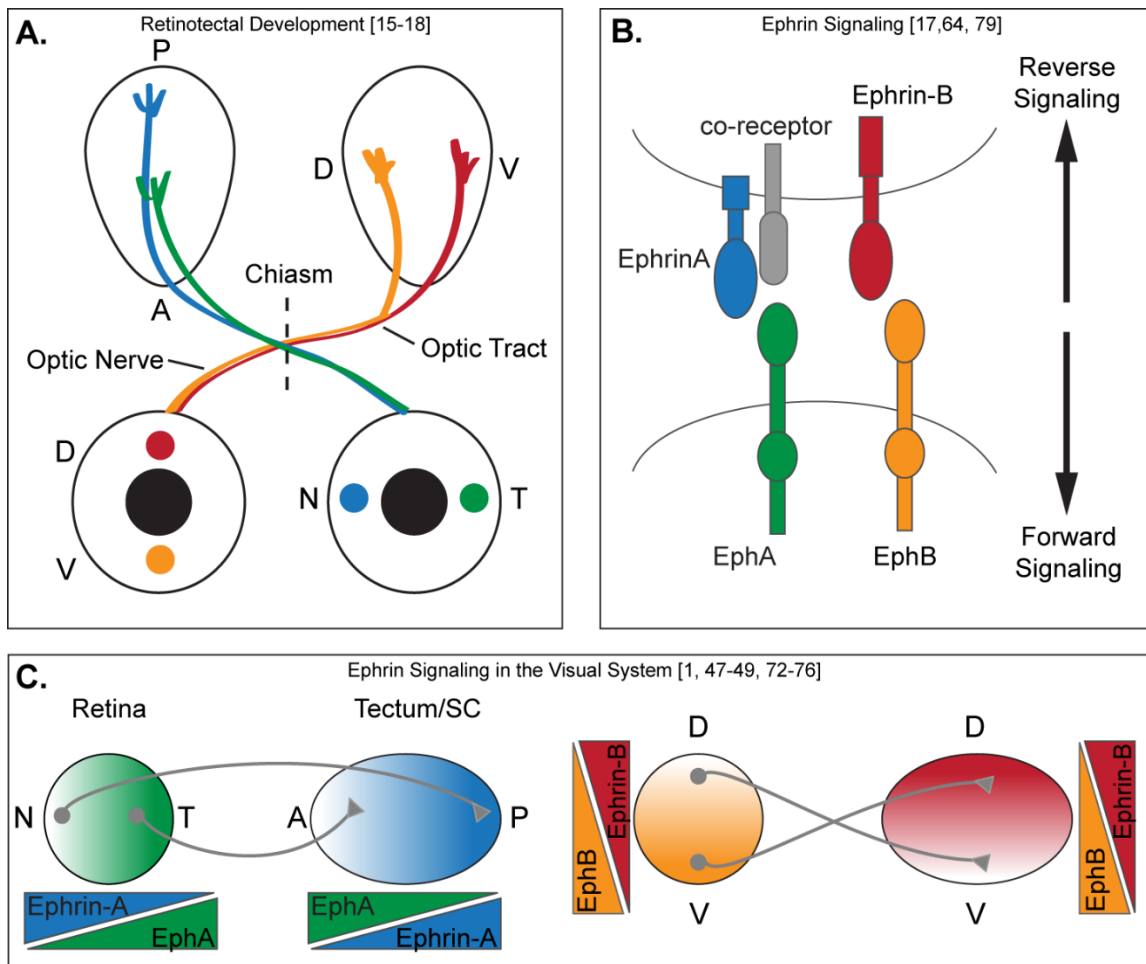 A.
Retinotectal Development [15-18]
P
D
V
Chiasm
A
Optic Nerve
Optic Tract
D
V
N
T
B.
Ephrin Signaling [17,64, 79]
Reverse
Signaling
Ephrin-B
co-receptor
EphrinA
EphA
EphB
Forward
Signaling
C.
Ephrin Signaling in the Visual System [1, 47-49, 72-76]
Retina
Tectum/SC
N
T
A
P
Ephrin-A
EphA
EphA
Ephrin-A
D
D
EphB
Ephrin-B
EphB
Ephrin-B
V
V